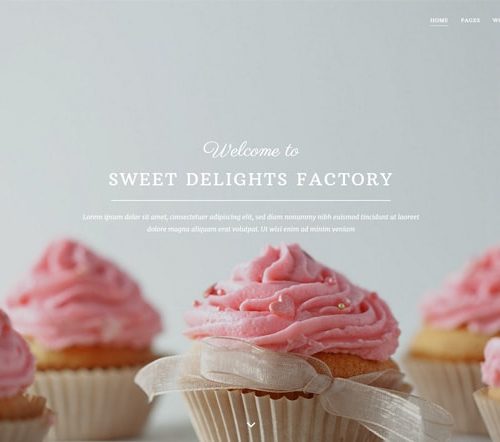 HOME PAGES
Welcome to
SWEET DELIGHTS FACTORY
Lorem ipsum dolor sit amet, consectetuer adipiscing elit, sed diam nonummy nibh euismod tincidunt ut laoreet
dolore magna aliquam erat volutpat. Ut wisi enim ad minim veniam